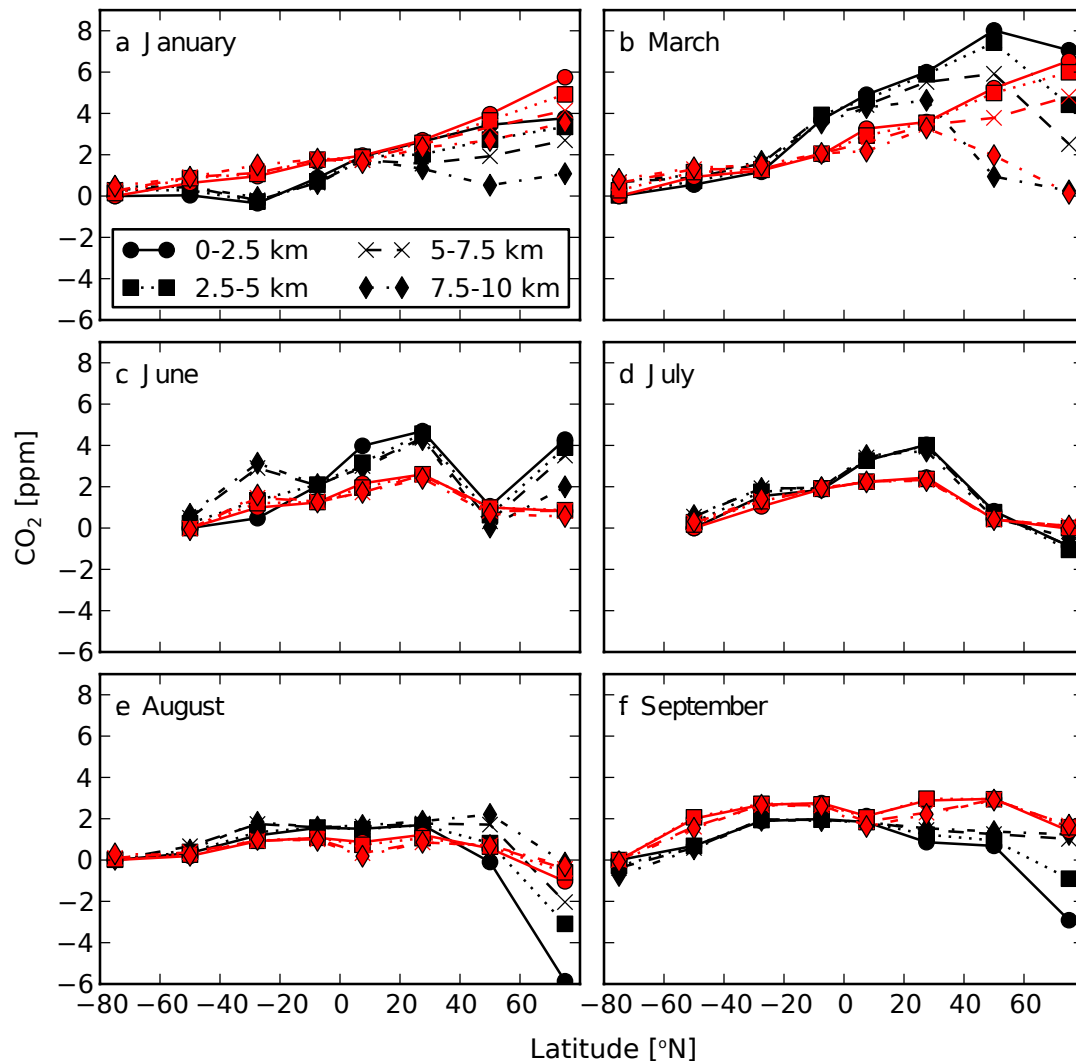 a January
b March
8
6
4
2
0
−2
−4
−6
0-2.5 km
5-7.5 km
2.5-5 km
7.5-10 km
c June
d July
8
6
4
2
0
−2
−4
−6
CO₂ [ppm]
e August
f September
8
6
4
2
0
−2
−4
−6
−80 −60 −40 −20 0 20 40 60
−80 −60 −40 −20 0 20 40 60
Latitude [°N]